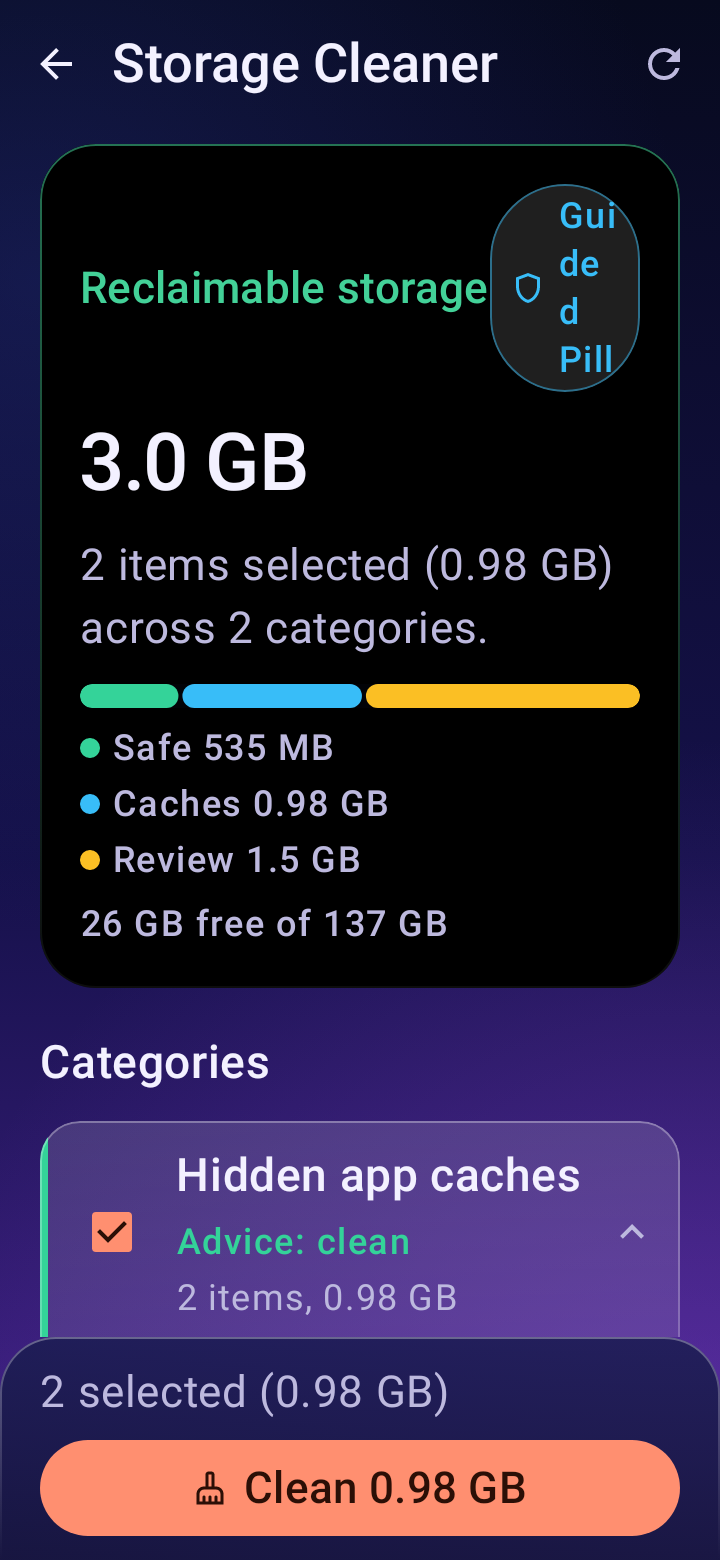 Storage Cleaner
Reclaimable storage
Gui
de
d
Pill
3.0 GB
2 items selected (0.98 GB)
across 2 categories.
Safe 535 MB
Caches 0.98 GB
Review 1.5 GB
26 GB free of 137 GB
Categories
Hidden app caches
Advice: clean
2 items, 0.98 GB
2 selected (0.98 GB)
Clean 0.98 GB